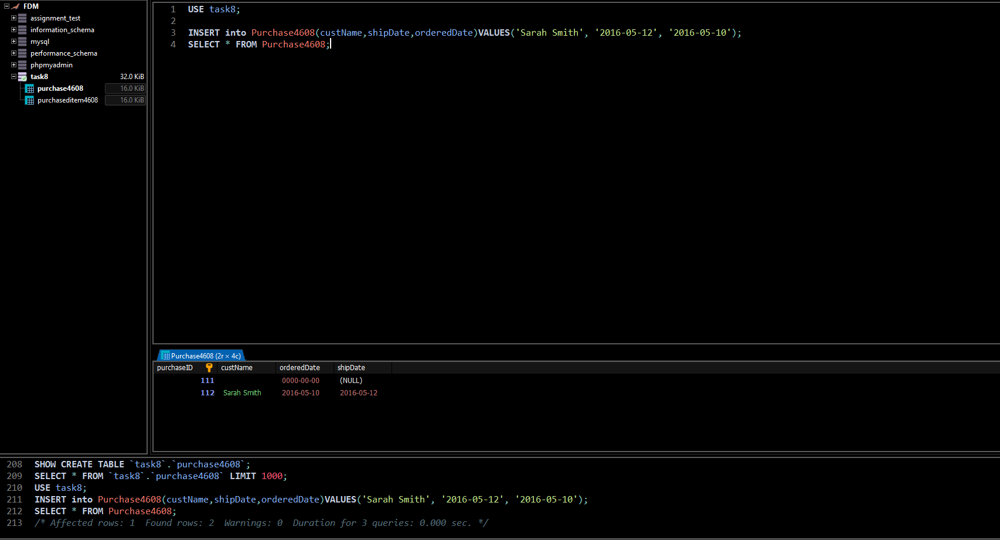 FDM
assignment_test
information_schema
mysql
performance_schema
phpmyadmin
task8 32.0 KiB
purchase4608 16.0 KiB
purchaseditem4608 16.0 KiB
1 USE task8;
2
3 INSERT into Purchase4608(custName,shipDate,orderedDate)VALUES('Sarah Smith', '2016-05-12', '2016-05-10');
4 SELECT * FROM Purchase4608;
Purchase4608 (2r × 4c)
purchaseID custName orderedDate shipDate
111 0000-00-00 (NULL)
112 Sarah Smith 2016-05-10 2016-05-12
208 SHOW CREATE TABLE `task8`.`purchase4608`;
209 SELECT * FROM `task8`.`purchase4608` LIMIT 1000;
210 USE task8;
211 INSERT into Purchase4608(custName,shipDate,orderedDate)VALUES('Sarah Smith', '2016-05-12', '2016-05-10');
212 SELECT * FROM Purchase4608;
213 /* Affected rows: 1 Found rows: 2 Warnings: 0 Duration for 3 queries: 0.000 sec. */